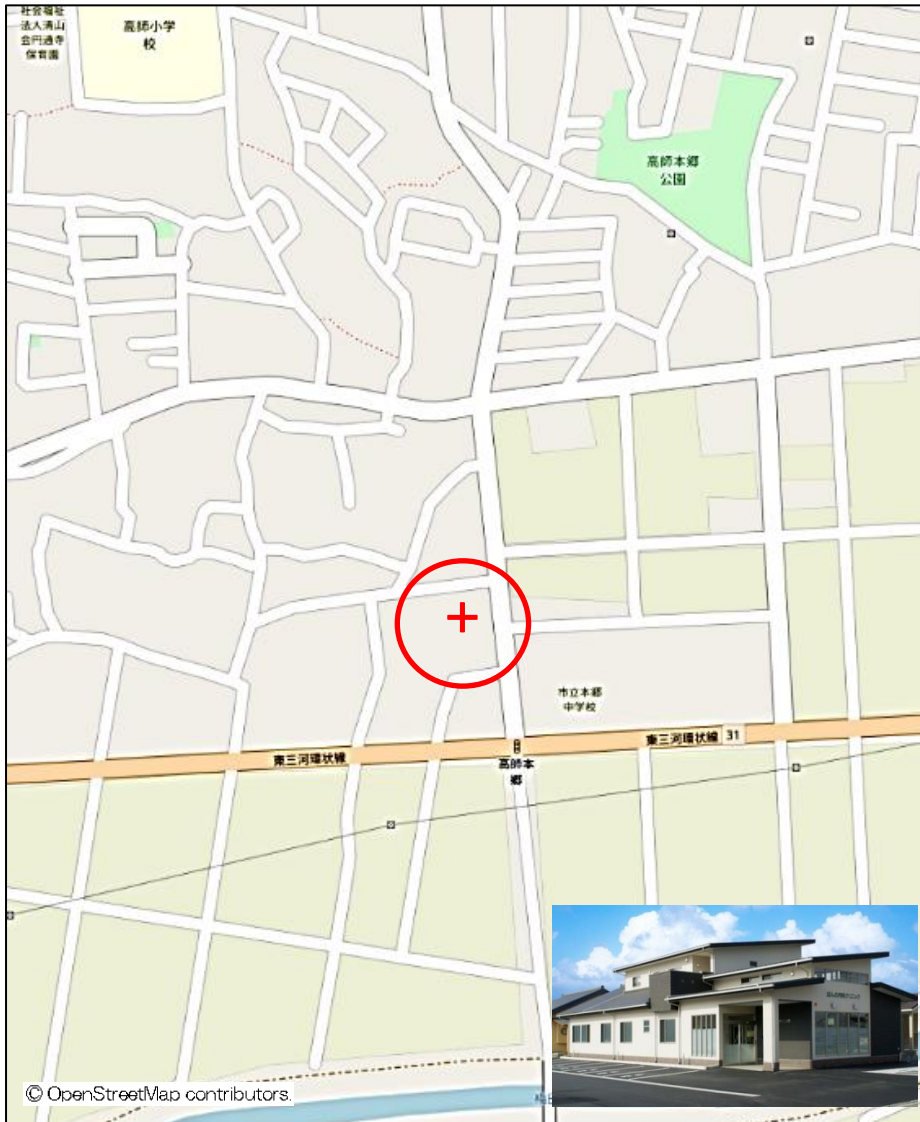 社会福祉
法人清山
会円通寺
保育園
高師小学
校
高師本郷
公園
市立本郷
中学校
東三河環状線
東三河環状線 31
高師本
郷
© OpenStreetMap contributors.